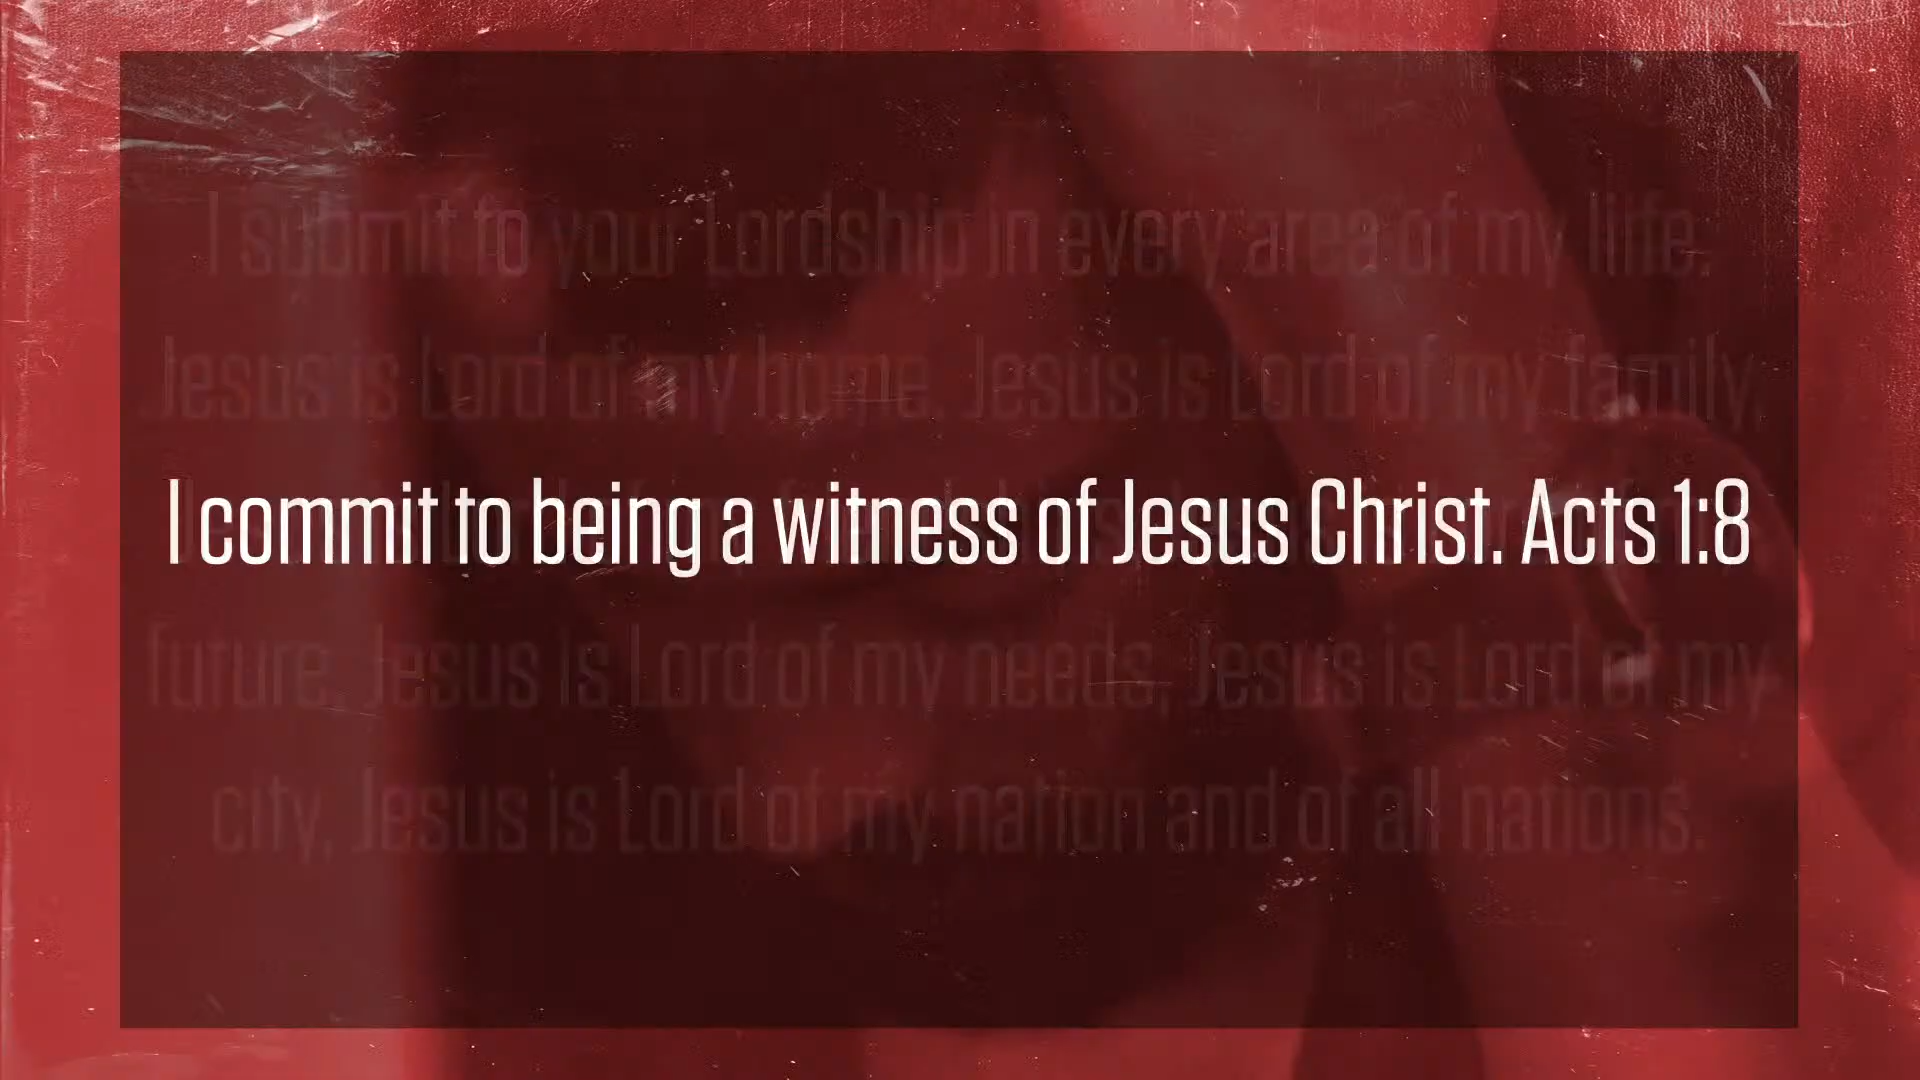 I submit to your Lordship in every area of my liife.
Jesus is Lord of my home, Jesus is Lord of my family,
I commit to being a witness of Jesus Christ. Acts 1:8
future, Jesus is Lord of my needs, Jesus is Lord of my
city, Jesus is Lord of my nation and of all nations.